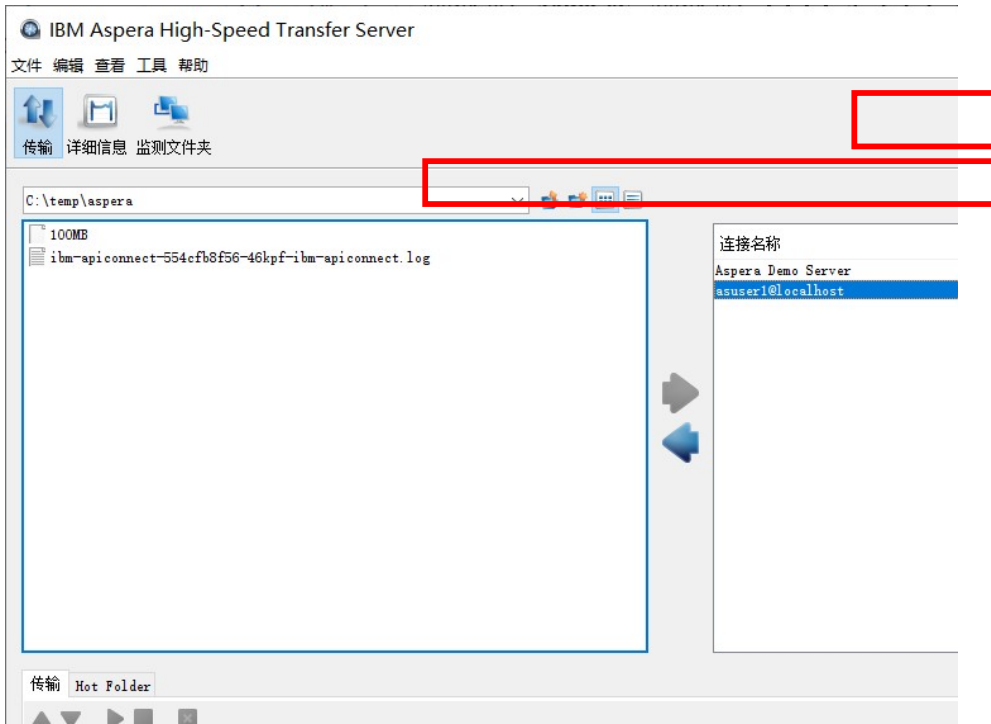 IBM Aspera High-Speed Transfer Server
文件 编辑 查看 工具 帮助
传输 详细信息 监测文件夹
C:\temp\aspera
100MB
ibm-apiconnect-554cfb8f56-46kpf-ibm-apiconnect.log
连接名称
Aspera Demo Server
asuser1@localhost
传输 Hot Folder